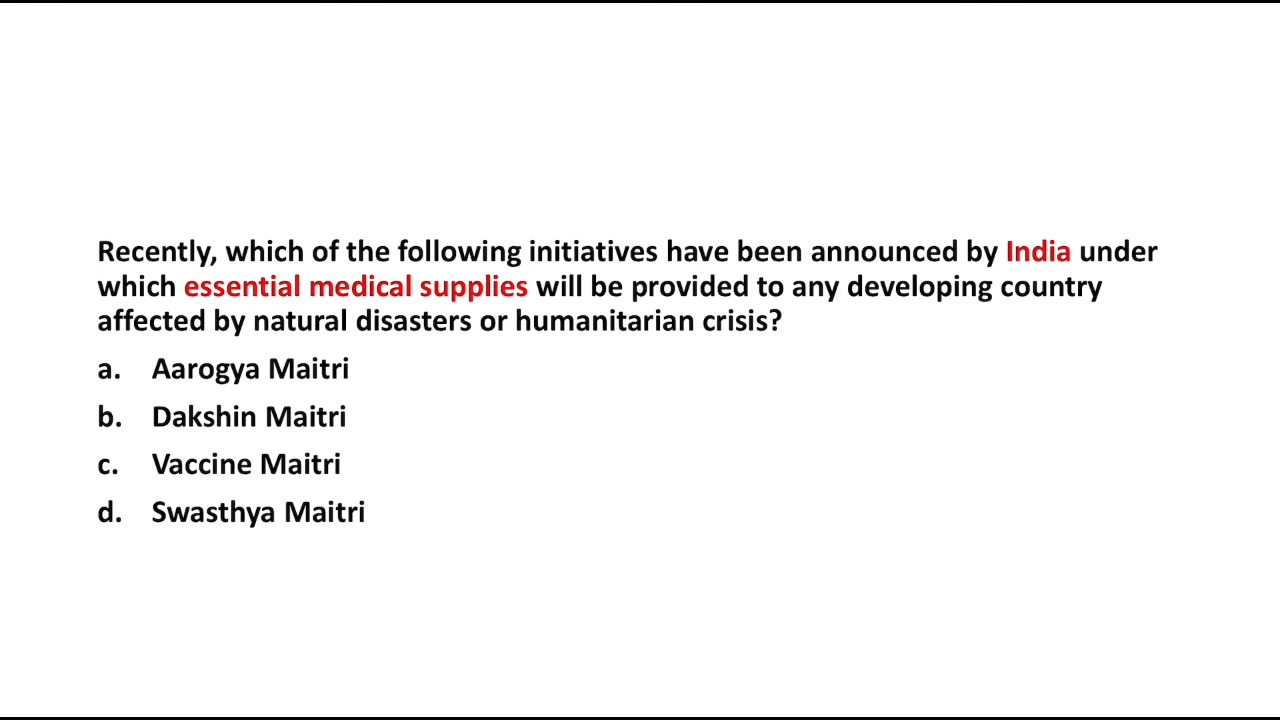 Recently, which of the following initiatives have been announced by India under
which essential medical supplies will be provided to any developing country
affected by natural disasters or humanitarian crisis?
a. Aarogya Maitri
b. Dakshin Maitri
c. Vaccine Maitri
d. Swasthya Maitri